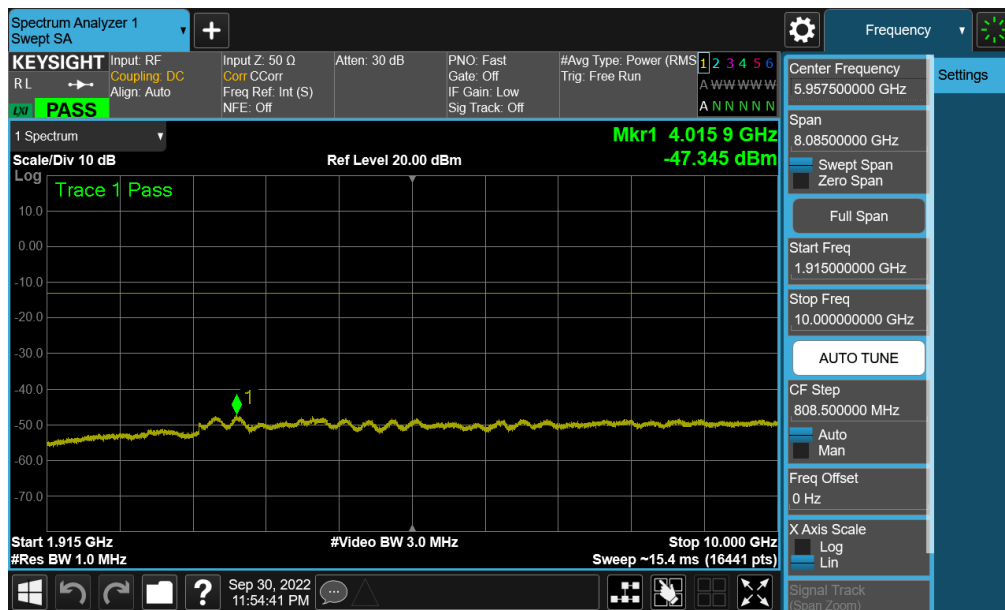 Spectrum Analyzer 1
Swept SA
Frequency
KEYSIGHT
RL
LXI
PASS
Input: RF
Coupling: DC
Align: Auto
Input Z: 50 Ω
Corr CCorr
Freq Ref: Int (S)
NFE: Off
Atten: 30 dB
PNO: Fast
Gate: Off
IF Gain: Low
Sig Track: Off
#Avg Type: Power (RMS
Trig: Free Run
1 2 3 4 5 6
A W W W W W
A N N N N N
1 Spectrum
Scale/Div 10 dB
Log
Ref Level 20.00 dBm
Mkr1 4.015 9 GHz
-47.345 dBm
Trace 1 Pass
10.0
0.00
-10.0
-20.0
-30.0
-40.0
-50.0
-60.0
-70.0
1
Start 1.915 GHz
#Res BW 1.0 MHz
#Video BW 3.0 MHz
Stop 10.000 GHz
Sweep ~15.4 ms (16441 pts)
Center Frequency
5.957500000 GHz
Span
8.08500000 GHz
Swept Span
Zero Span
Full Span
Start Freq
1.915000000 GHz
Stop Freq
10.000000000 GHz
AUTO TUNE
CF Step
808.500000 MHz
Auto
Man
Freq Offset
0 Hz
X Axis Scale
Log
Lin
Signal Track
(Span Zoom)
Settings
?
Sep 30, 2022
11:54:41 PM